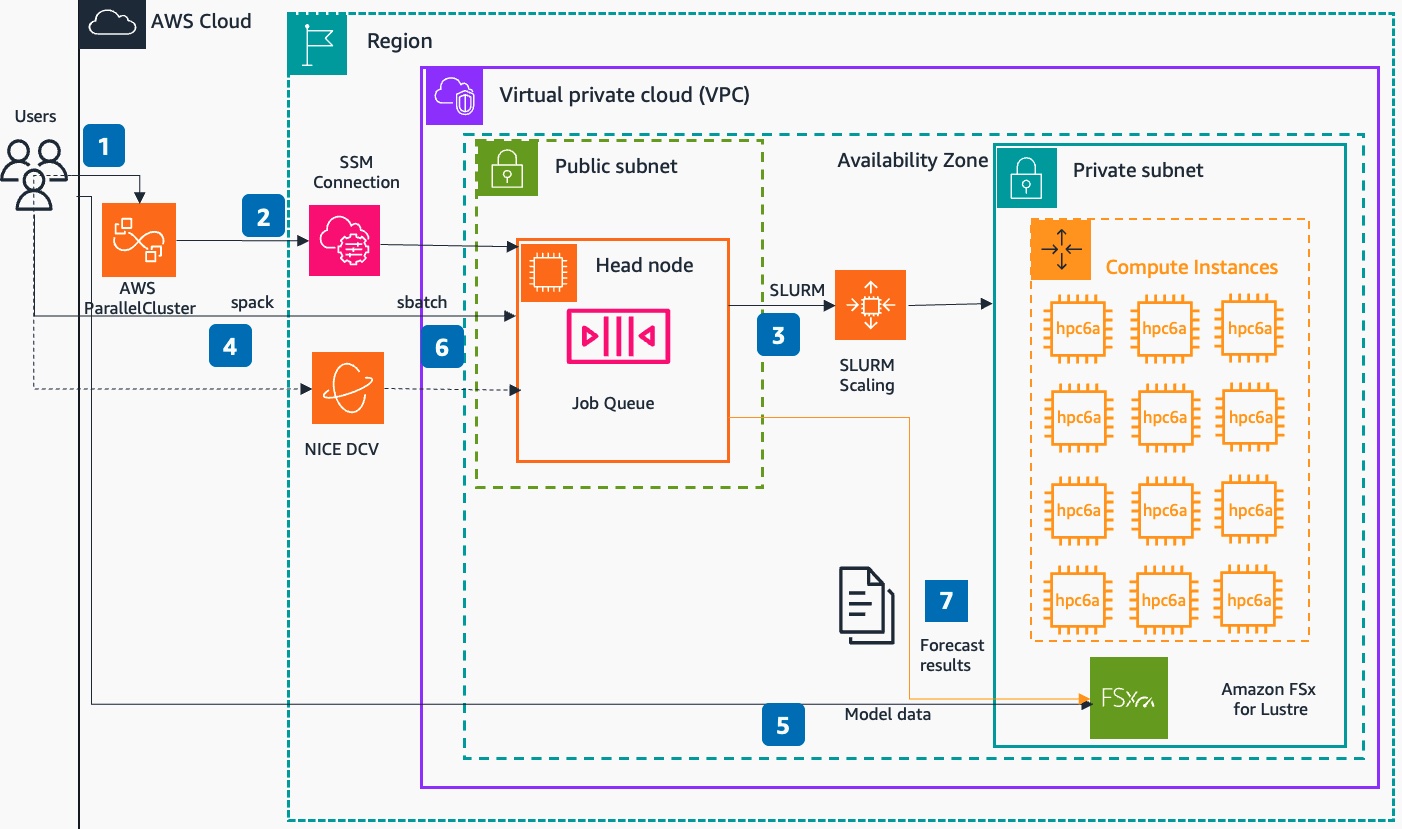 AWS Cloud
Region
Virtual private cloud (VPC)
Users
1
Availability Zone
Public subnet
Private subnet
SSM
Connection
2
Head node
Compute Instances
AWS
ParallelCluster
spack
sbatch
SLURM
4
6
3
SLURM
Scaling
Job Queue
NICE DCV
hpc6a
hpc6a
hpc6a
hpc6a
hpc6a
hpc6a
hpc6a
hpc6a
hpc6a
hpc6a
hpc6a
hpc6a
7
Forecast
results
FSx
Amazon FSx
for Lustre
Model data
5